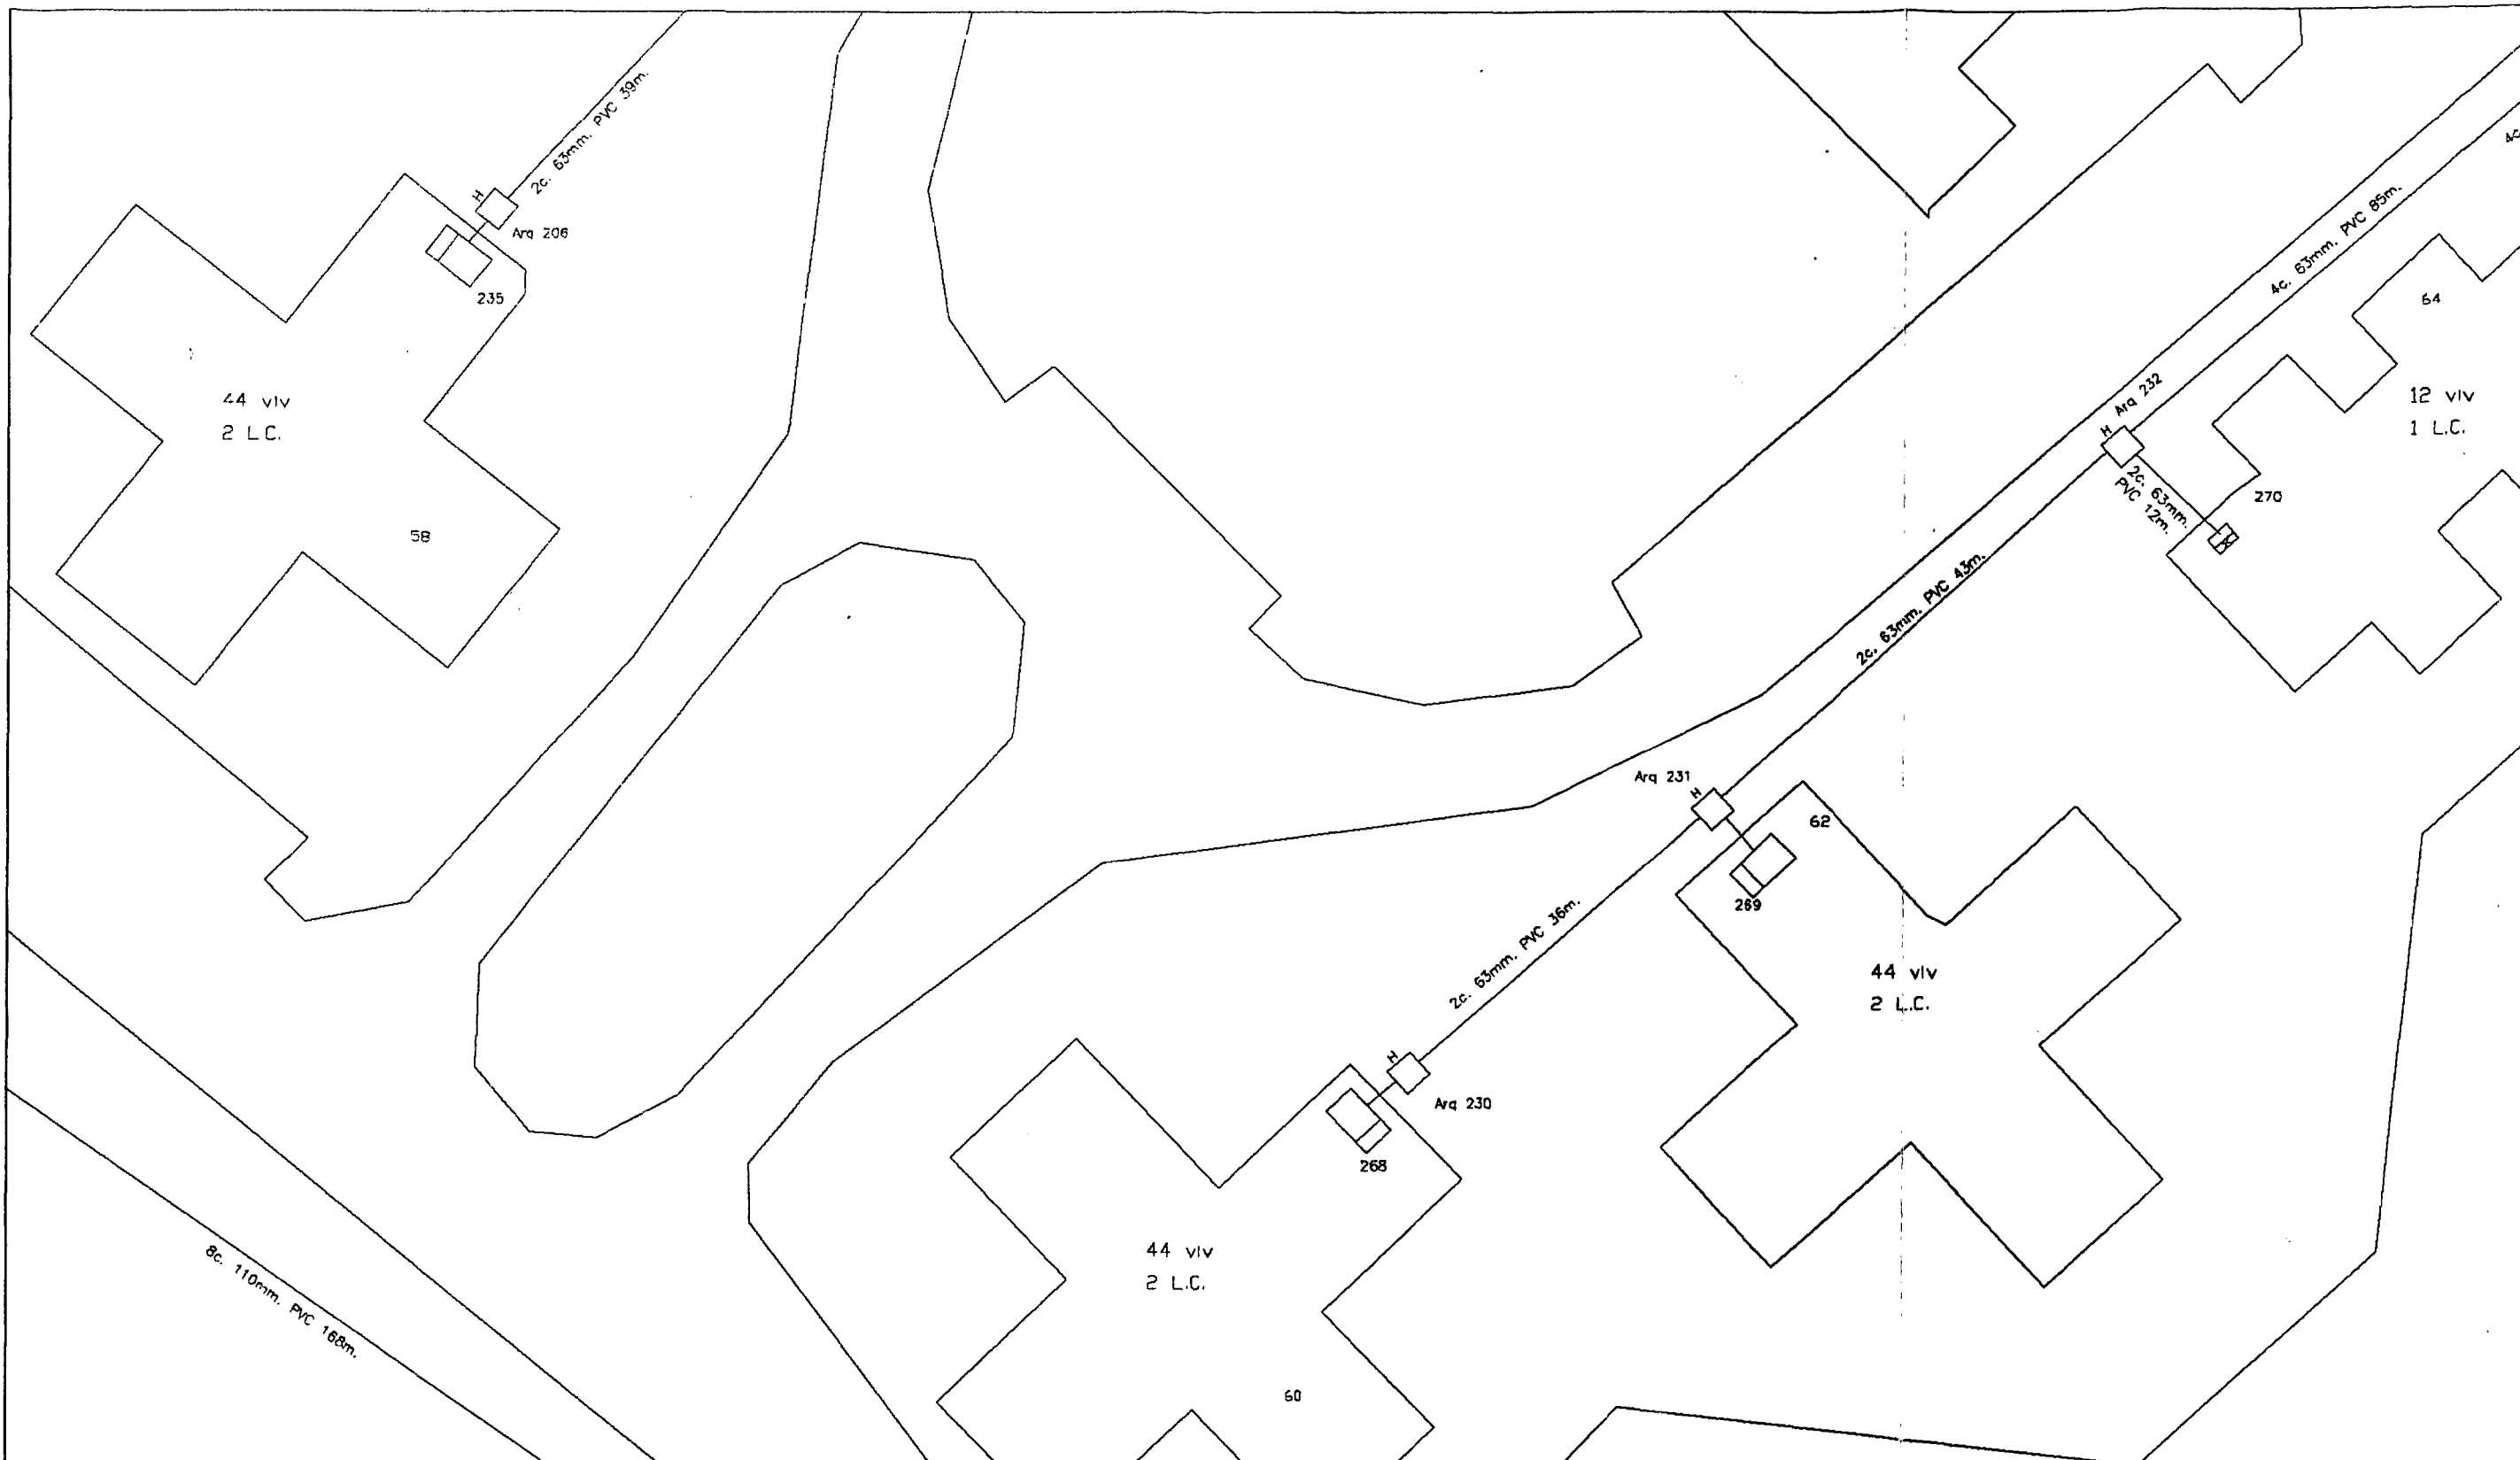 2c. 63mm. PVC 39m.
H
Arq 206
235
44 viv
2 L.C.
58
4c. 63mm. PVC 85m.
4c
64
12 viv
1 L.C.
Arq 232
H
2c. 63mm.
PVC 12m.
270
2c. 63mm. PVC 43m.
Arq 231
H
62
269
44 viv
2 L.C.
2c. 63mm. PVC 36m.
H
Arq 230
268
44 viv
2 L.C.
60
8c. 110mm. PVC 168m.